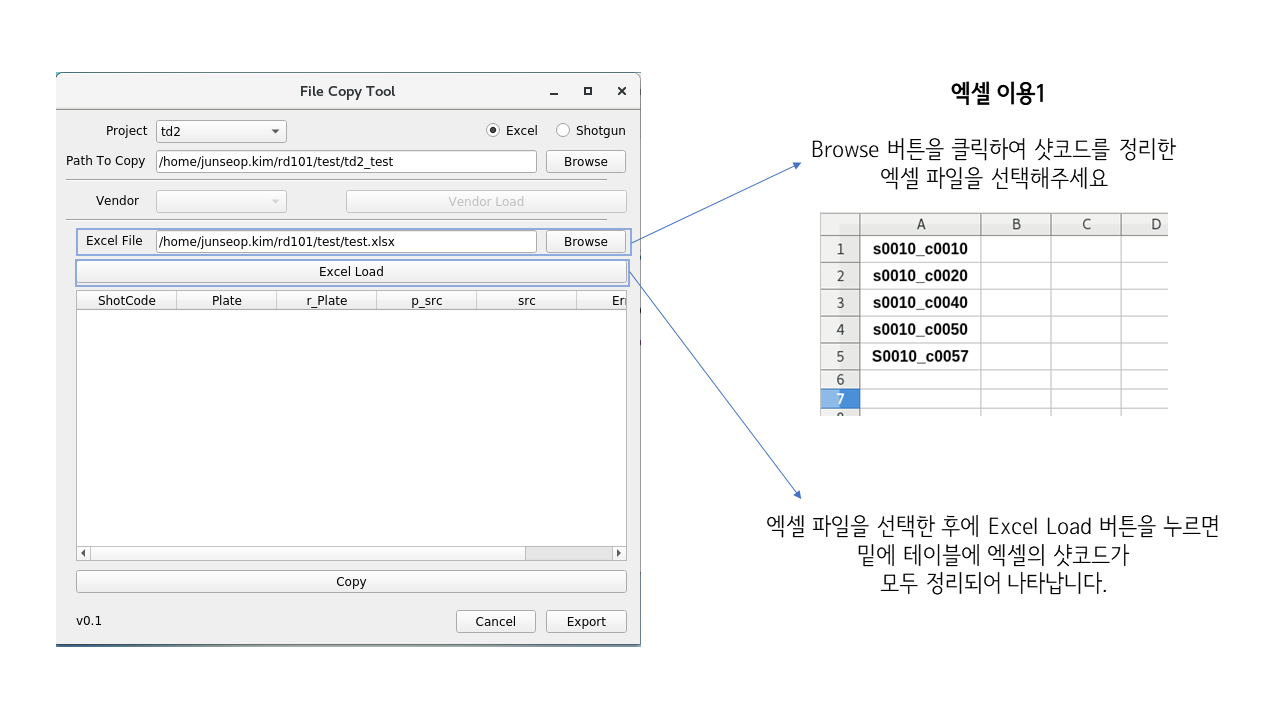 File Copy Tool
Project td2 Excel Shotgun
Path To Copy /home/junseop.kim/rd101/test/td2_test Browse
Vendor Vendor Load
Excel File /home/junseop.kim/rd101/test/test.xlsx Browse
Excel Load
ShotCode Plate r_Plate p_src src Err
Copy
v0.1 Cancel Export
엑셀 이용1
Browse 버튼을 클릭하여 샷코드를 정리한
엑셀 파일을 선택해주세요
A B C D
1 s0010_c0010
2 s0010_c0020
3 s0010_c0040
4 s0010_c0050
5 S0010_c0057
6
7
8
엑셀 파일을 선택한 후에 Excel Load 버튼을 누르면
밑에 테이블에 엑셀의 샷코드가
모두 정리되어 나타납니다.